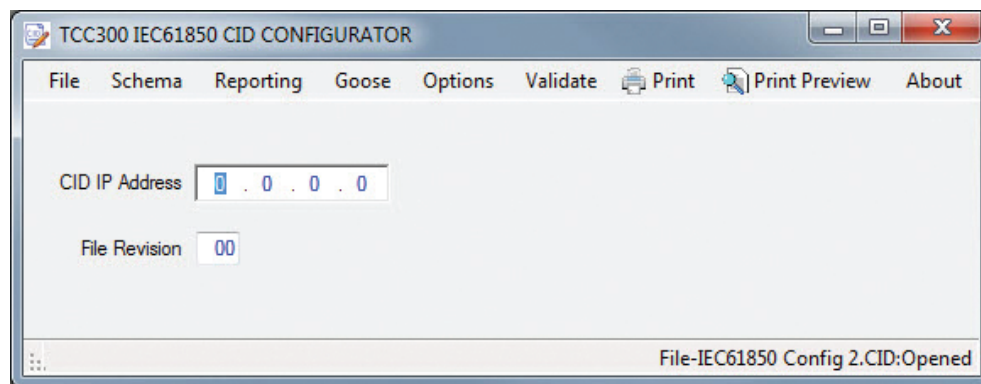 TCC300 IEC61850 CID CONFIGURATOR
File Schema Reporting Goose Options Validate Print Print Preview About
CID IP Address 0 . 0 . 0 . 0
File Revision 00
File-IEC61850 Config 2.CID:Opened